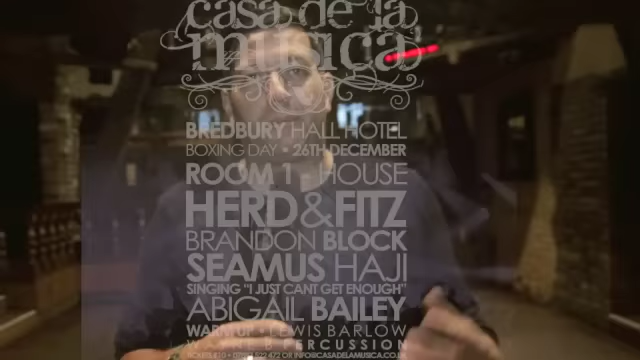 casa de la
música
BREDBURY HALL HOTEL
BOXING DAY • 26TH DECEMBER
ROOM 1 | HOUSE
HERD&FITZ
BRANDON BLOCK
SEAMUS HAJI
SINGING "I JUST CANT GET ENOUGH"
ABIGAIL BAILEY
WARM UP • LEWIS BARLOW
PERCUSSION